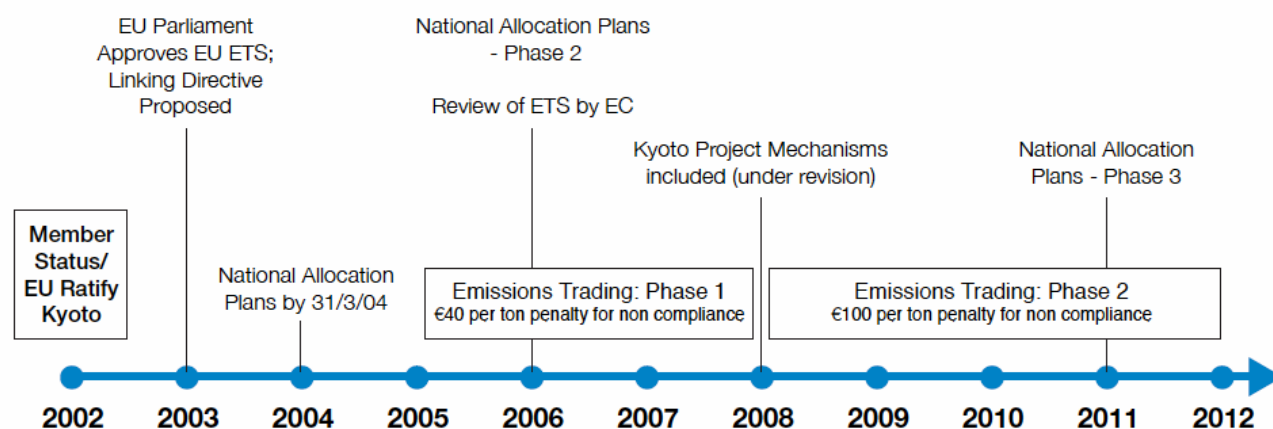 EU Parliament
Approves EU ETS;
Linking Directive
Proposed
National Allocation Plans
- Phase 2
Review of ETS by EC
Kyoto Project Mechanisms
included (under revision)
National Allocation
Plans - Phase 3
Member
Status/
EU Ratify
Kyoto
National Allocation
Plans by 31/3/04
Emissions Trading: Phase 1
€40 per ton penalty for non compliance
Emissions Trading: Phase 2
€100 per ton penalty for non compliance
2002 2003 2004 2005 2006 2007 2008 2009 2010 2011 2012